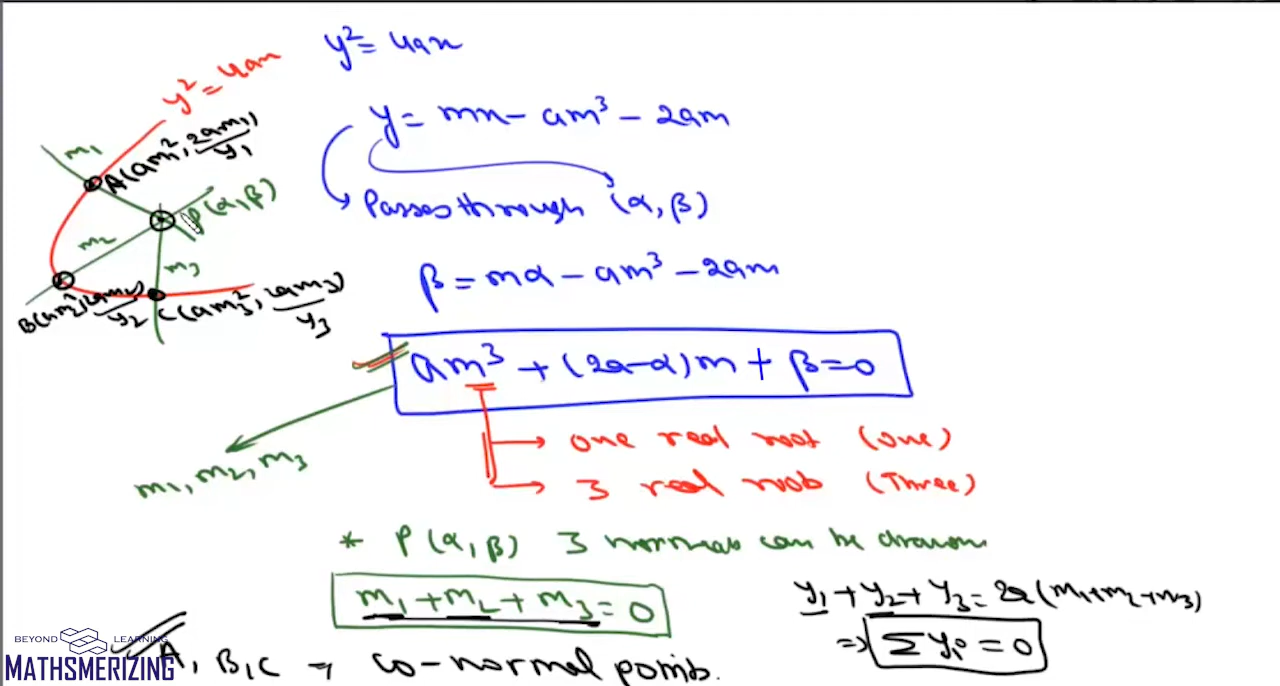 y² = 4ax
y² = 4ax
y = mx - am³ - 2am
m₁
A(am₁², 2am₁)
y₁
P(α, β)
Passes through (α, β)
m₂
m₃
β = mα - am³ - 2am
B(am₂², 2am₂)
y₂
C(am₃², 2am₃)
y₃
am³ + (2a-α)m + β = 0
one real root (one)
m₁, m₂, m₃
3 real roots (Three)
* P(α, β) 3 normals can be drawn
m₁ + m₂ + m₃ = 0
y₁ + y₂ + y₃ = 2a(m₁+m₂+m₃)
⇒ Σyᵢ = 0
A, B, C → co-normal points.
BEYOND LEARNING
MATHSMERIZING